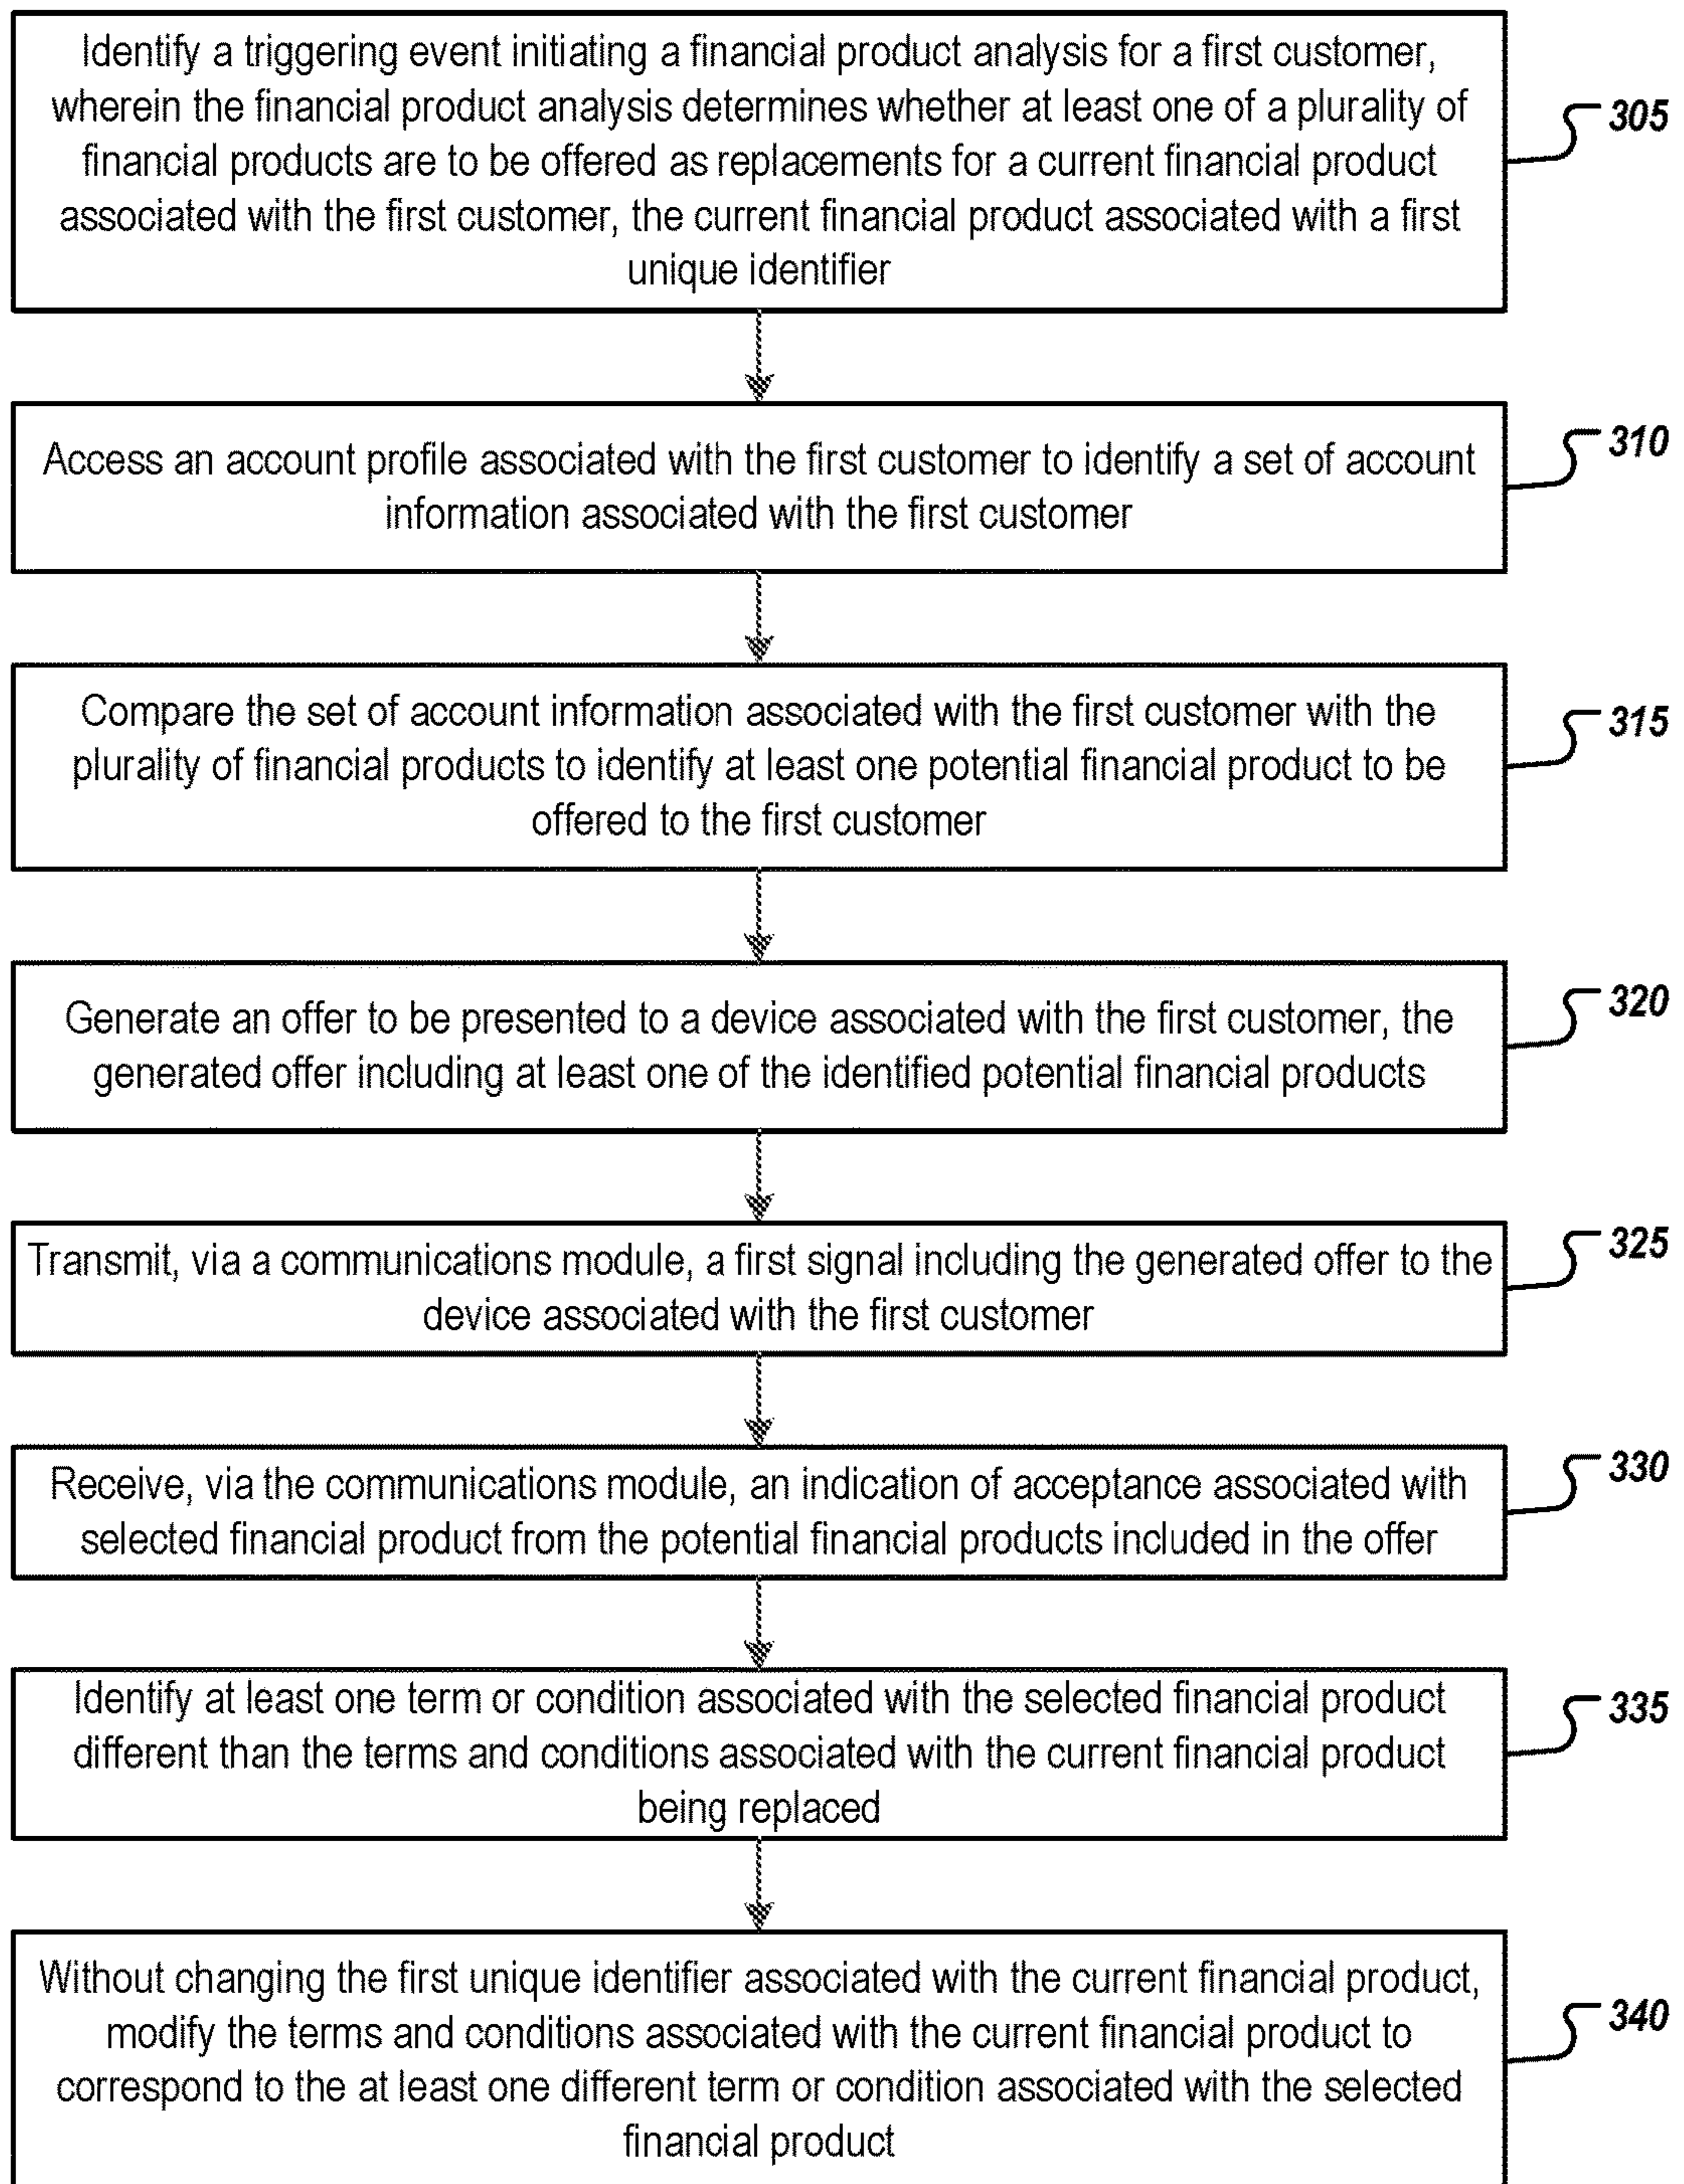 Identify a triggering event initiating a financial product analysis for a first customer,
wherein the financial product analysis determines whether at least one of a plurality of
financial products are to be offered as replacements for a current financial product
associated with the first customer, the current financial product associated with a first
unique identifier
305
Access an account profile associated with the first customer to identify a set of account
information associated with the first customer
310
Compare the set of account information associated with the first customer with the
plurality of financial products to identify at least one potential financial product to be
offered to the first customer
315
Generate an offer to be presented to a device associated with the first customer, the
generated offer including at least one of the identified potential financial products
320
Transmit, via a communications module, a first signal including the generated offer to the
device associated with the first customer
325
Receive, via the communications module, an indication of acceptance associated with
selected financial product from the potential financial products included in the offer
330
Identify at least one term or condition associated with the selected financial product
different than the terms and conditions associated with the current financial product
being replaced
335
Without changing the first unique identifier associated with the current financial product,
modify the terms and conditions associated with the current financial product to
correspond to the at least one different term or condition associated with the selected
financial product
340